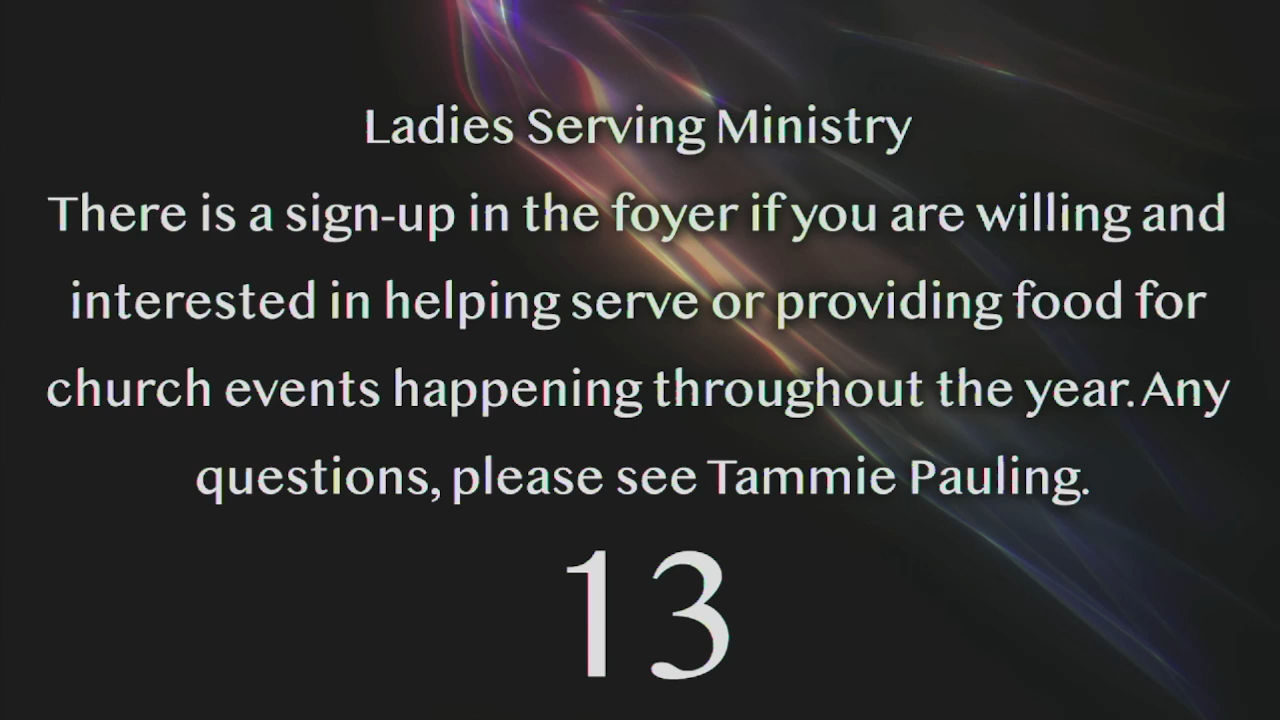 Ladies Serving Ministry
There is a sign-up in the foyer if you are willing and
interested in helping serve or providing food for
church events happening throughout the year. Any
questions, please see Tammie Pauling.
13